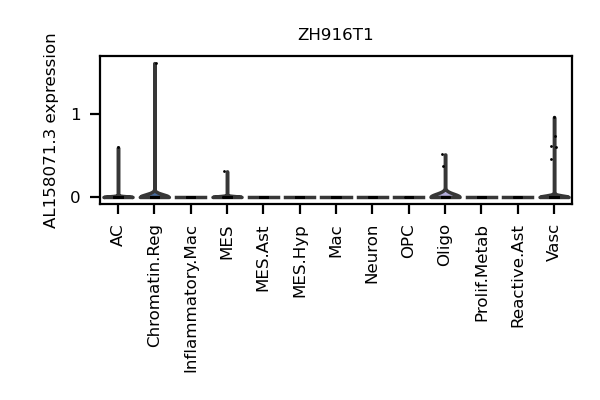 ZH916T1
AL158071.3 expression
1
0
AC
Chromatin.Reg
Inflammatory.Mac
MES
MES.Ast
MES.Hyp
Mac
Neuron
OPC
Oligo
Prolif.Metab
Reactive.Ast
Vasc